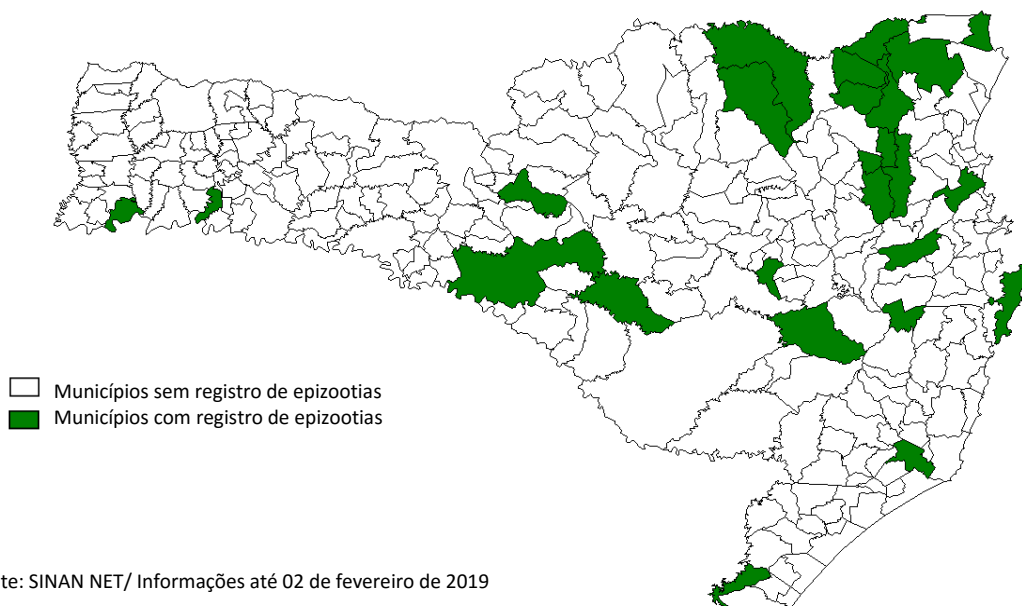 Municípios sem registro de epizootias
Municípios com registro de epizootias
te: SINAN NET/ Informações até 02 de fevereiro de 2019